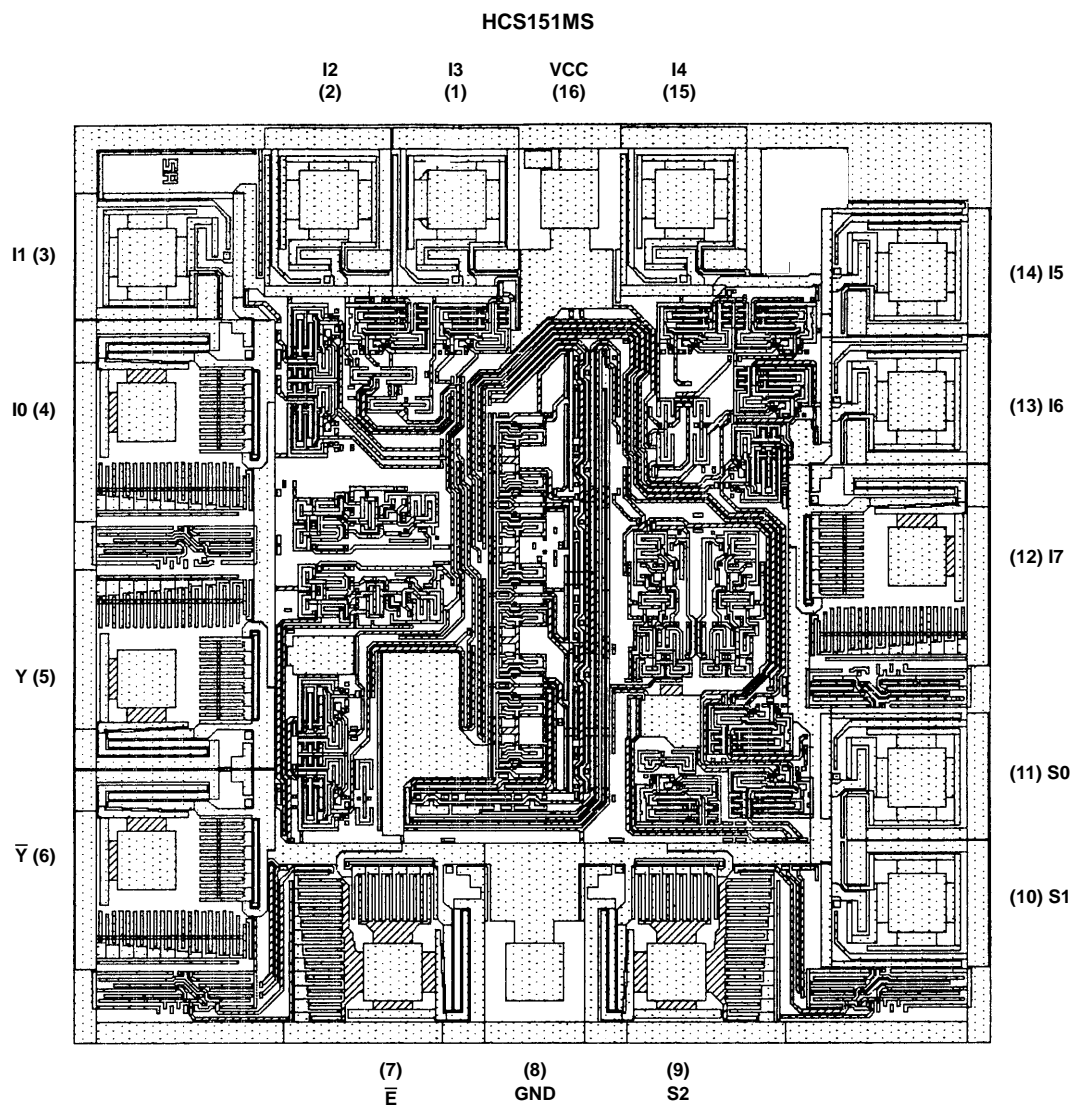 HCS151MS
I2 I3 VCC I4
(2) (1) (16) (15)
I1 (3)
(14) I5
I0 (4)
(13) I6
(12) I7
Y (5)
(11) S0
Y̅ (6)
(10) S1
(7) (8) (9)
E̅ GND S2